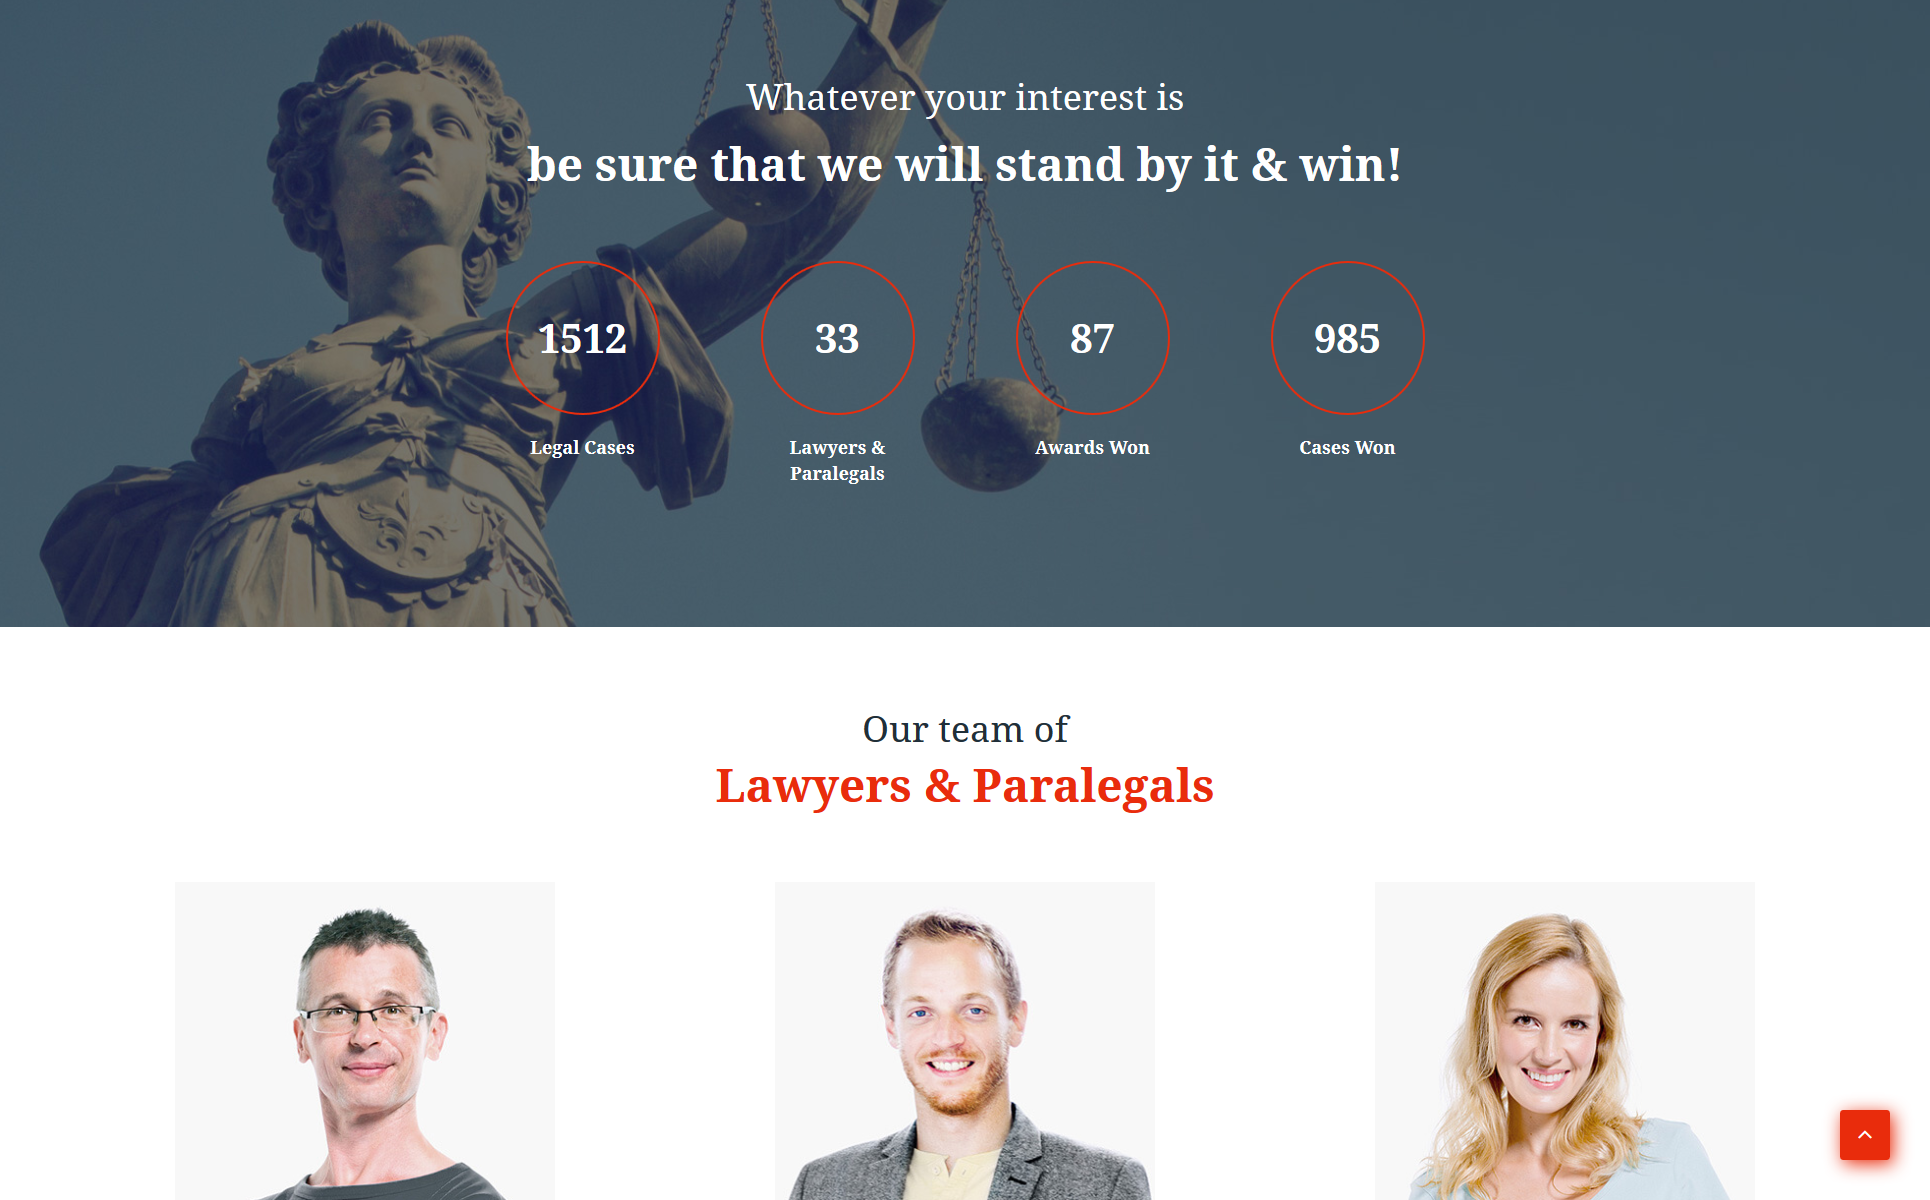 Whatever your interest is
be sure that we will stand by it & win!
1512
33
87
985
Legal Cases
Lawyers &
Paralegals
Awards Won
Cases Won
Our team of
Lawyers & Paralegals